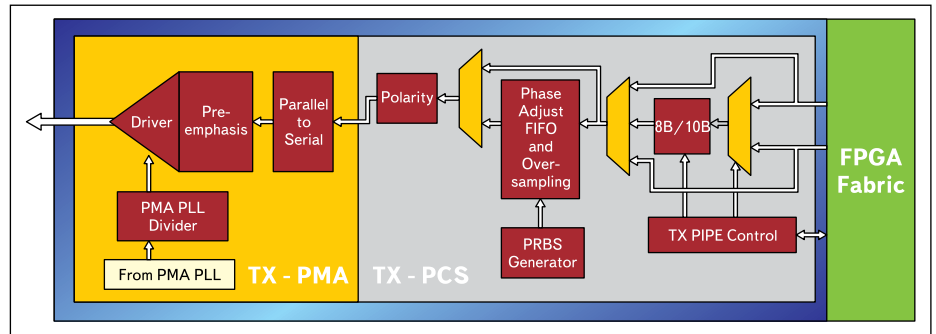 Driver
Pre-
emphasis
Parallel
to
Serial
Polarity
Phase
Adjust
FIFO
and
Over-
sampling
8B/10B
FPGA
Fabric
PMA PLL
Divider
PRBS
Generator
TX PIPE Control
From PMA PLL
TX - PMA
TX - PCS